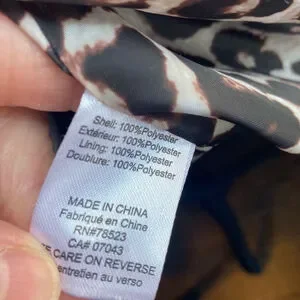 Shell: 100%Polyester
Extérieur: 100%Polyester
Lining: 100%Polyester
Doublure: 100%Polyester
MADE IN CHINA
Fabriqué en Chine
RN#78523
CA# 07043
CARE ON REVERSE
entretien au verso